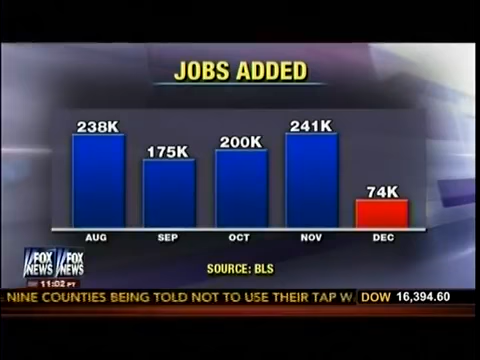 JOBS ADDED
238K
175K
200K
241K
74K
AUG SEP OCT NOV DEC
SOURCE: BLS
FOX NEWS FOX NEWS
11:02 PT
NINE COUNTIES BEING TOLD NOT TO USE THEIR TAP W DOW 16,394.60